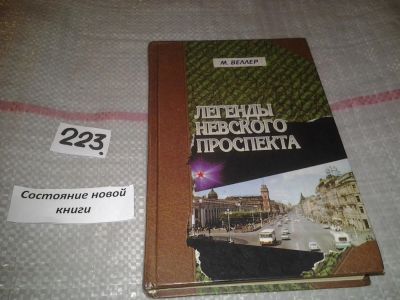 М. ВЕЛЛЕР
ЛЕГЕНДЫ
НЕВСКОГО
ПРОСПЕКТА
223.
Состояние новой
книги